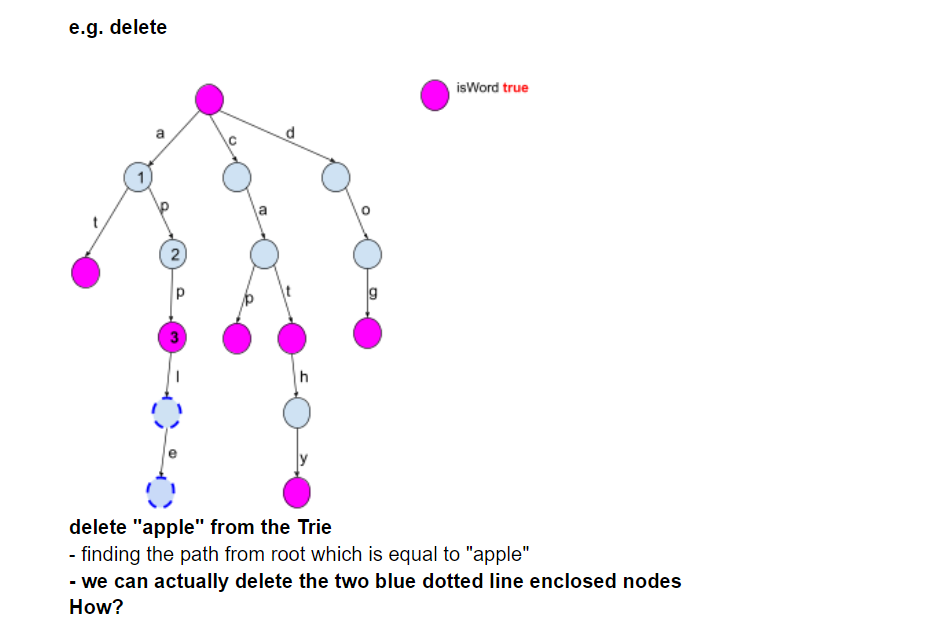 e.g. delete
isWord true
a
c
d
1
p
a
o
t
2
p
p
t
g
3
l
h
e
y
delete "apple" from the Trie
- finding the path from root which is equal to "apple"
- we can actually delete the two blue dotted line enclosed nodes
How?